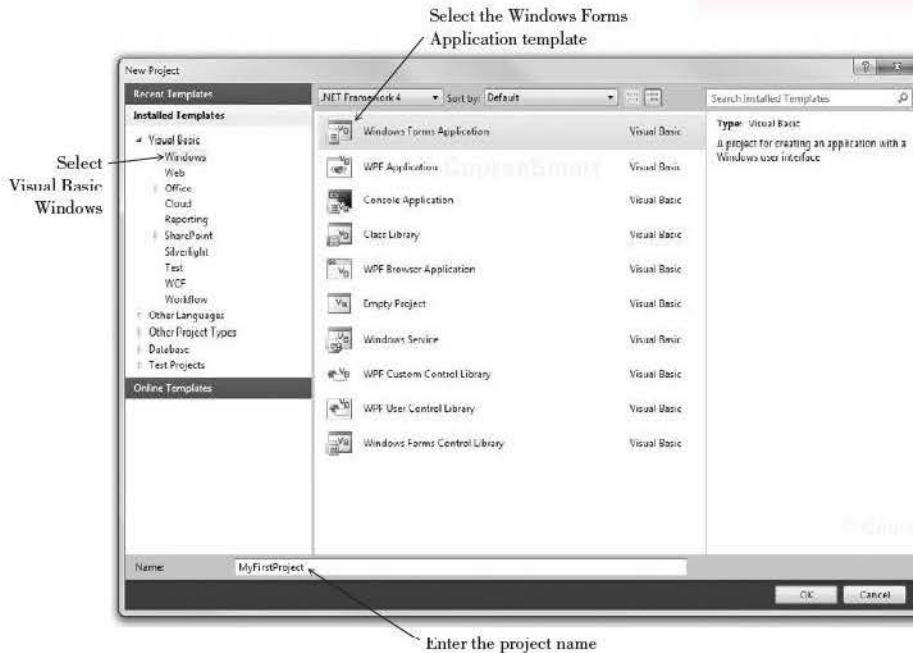 Select the Windows Forms
Application template
New Project
Recent Templates
Installed Templates
Visual Basic
Windows
Web
Office
Cloud
Reporting
SharePoint
Silverlight
Test
WCF
Workflow
Other Languages
Other Project Types
Database
Test Projects
Online Templates
Select
Visual Basic
Windows
.NET Framework 4
Sort by: Default
Windows Forms Application Visual Basic
WPF Application Visual Basic
Console Application Visual Basic
Class Library Visual Basic
WPF Browser Application Visual Basic
Empty Project Visual Basic
Windows Service Visual Basic
WPF Custom Control Library Visual Basic
WPF User Control Library Visual Basic
Windows Forms Control Library Visual Basic
CourseSmart
Search Installed Templates
Type: Visual Basic
A project for creating an application with a
Windows user interface
Name: MyFirstProject
OK Cancel
Enter the project name